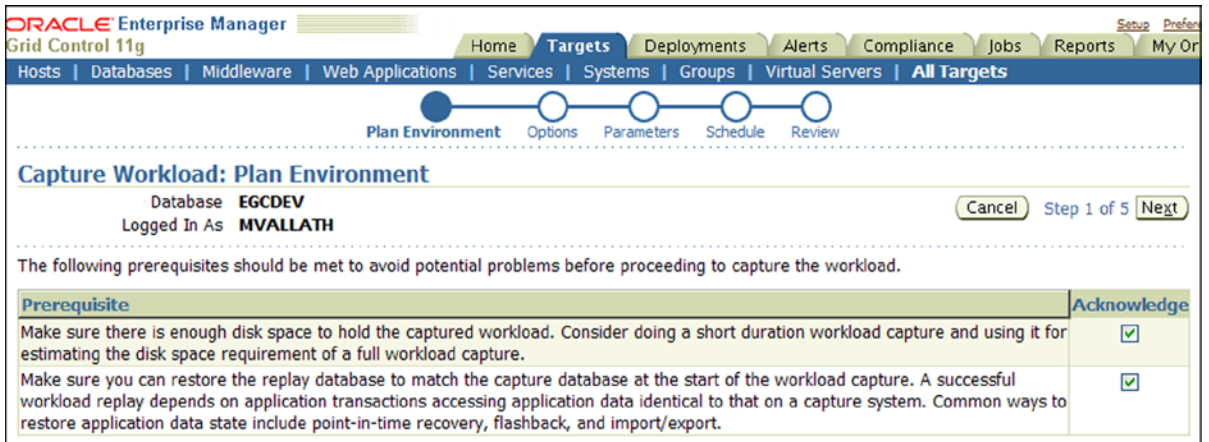 ORACLE Enterprise Manager
Setup Prefere
Grid Control 11g
Home Targets Deployments Alerts Compliance Jobs Reports My Or
Hosts | Databases | Middleware | Web Applications | Services | Systems | Groups | Virtual Servers | All Targets
Plan Environment Options Parameters Schedule Review
Capture Workload: Plan Environment
Database EGCDEV
Logged In As MVALLATH
Cancel Step 1 of 5 Next
The following prerequisites should be met to avoid potential problems before proceeding to capture the workload.
Prerequisite Acknowledge
Make sure there is enough disk space to hold the captured workload. Consider doing a short duration workload capture and using it for
estimating the disk space requirement of a full workload capture.
Make sure you can restore the replay database to match the capture database at the start of the workload capture. A successful
workload replay depends on application transactions accessing application data identical to that on a capture system. Common ways to
restore application data state include point-in-time recovery, flashback, and import/export.